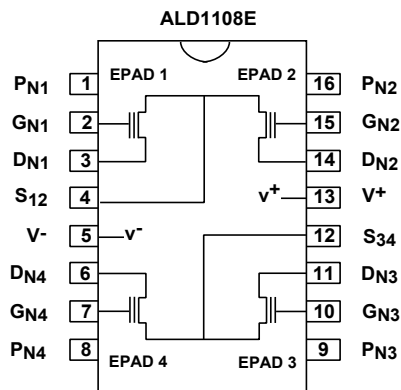 ALD1108E
EPAD 1 EPAD 2
PN1 1 16 PN2
GN1 2 15 GN2
DN1 3 14 DN2
S12 4 v+ 13 V+
V- 5 v- 12 S34
DN4 6 11 DN3
GN4 7 10 GN3
PN4 8 9 PN3
EPAD 4 EPAD 3